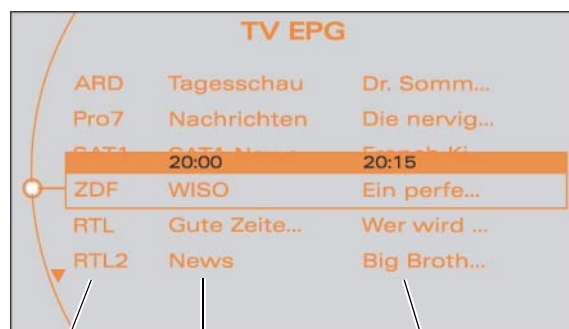 TV EPG
ARD Tagesschau Dr. Somm...
Pro7 Nachrichten Die nervig...
20:00 20:15
ZDF WISO Ein perfe...
RTL Gute Zeite... Wer wird ...
RTL2 News Big Broth...